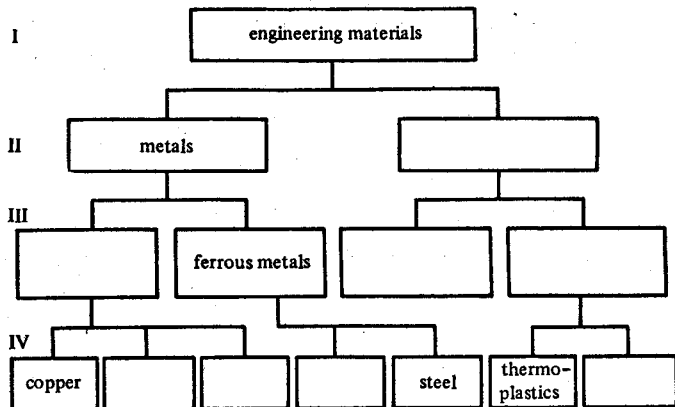 I
engineering materials
II
metals
III
ferrous metals
IV
copper
steel
thermo-
plastics